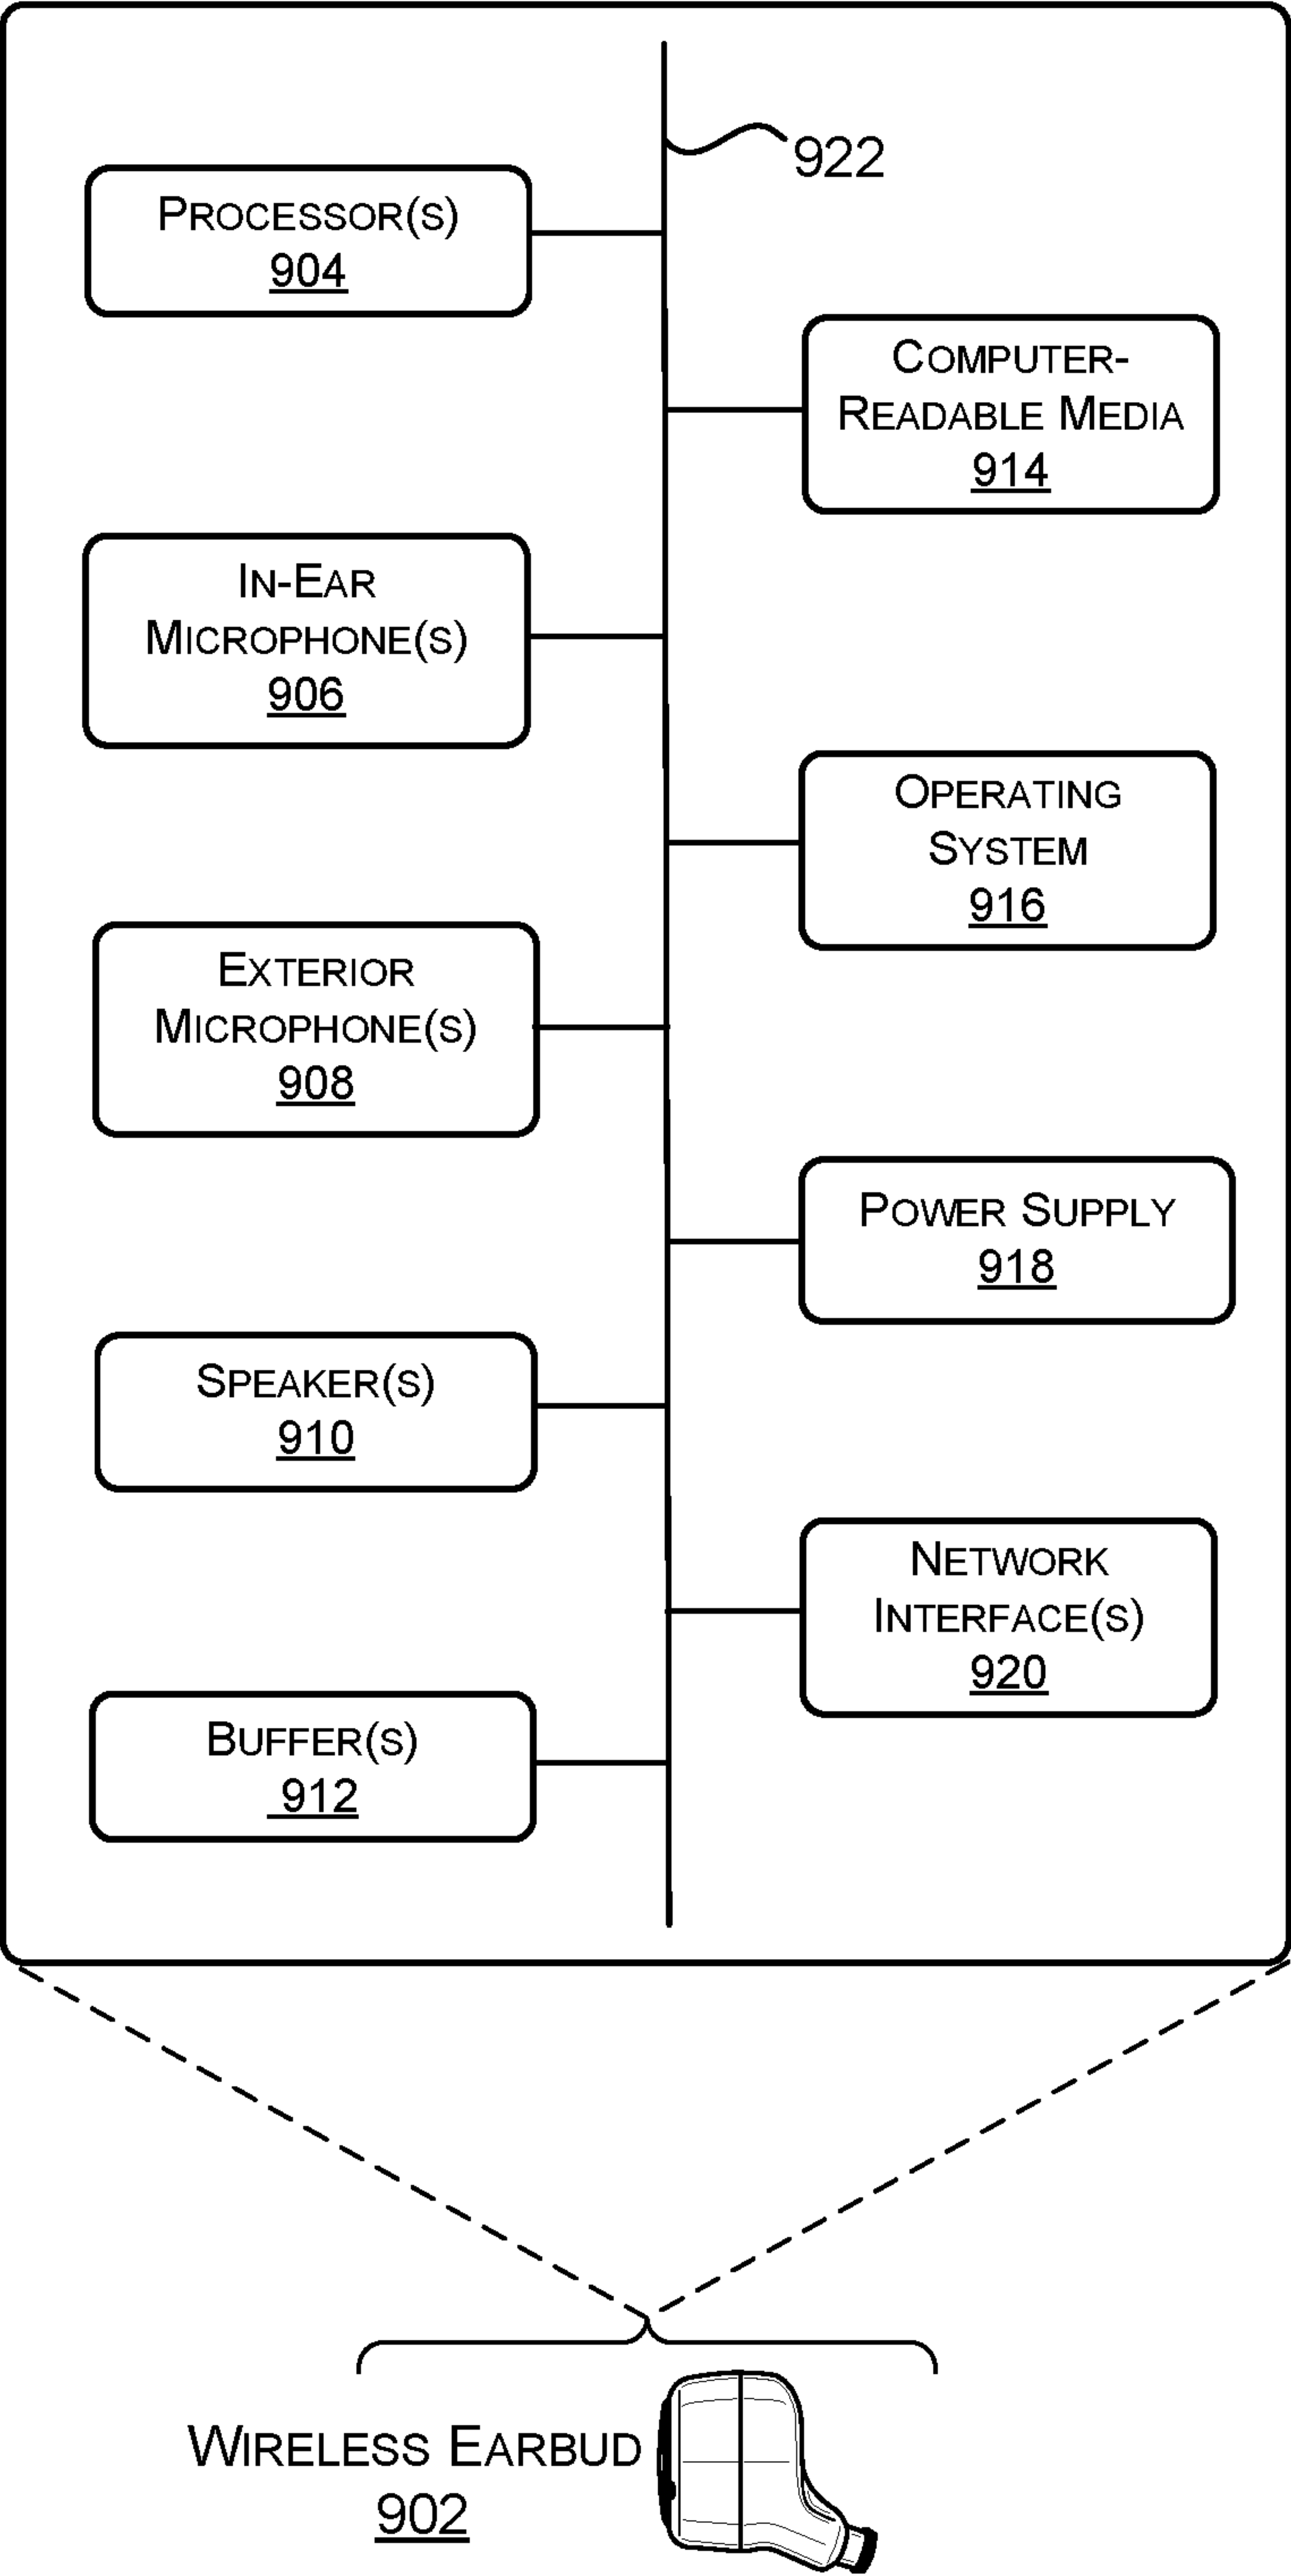 922
Processor(s)
904
Computer-
Readable Media
914
In-Ear
Microphone(s)
906
Operating
System
916
Exterior
Microphone(s)
908
Power Supply
918
Speaker(s)
910
Network
Interface(s)
920
Buffer(s)
912
Wireless Earbud
902